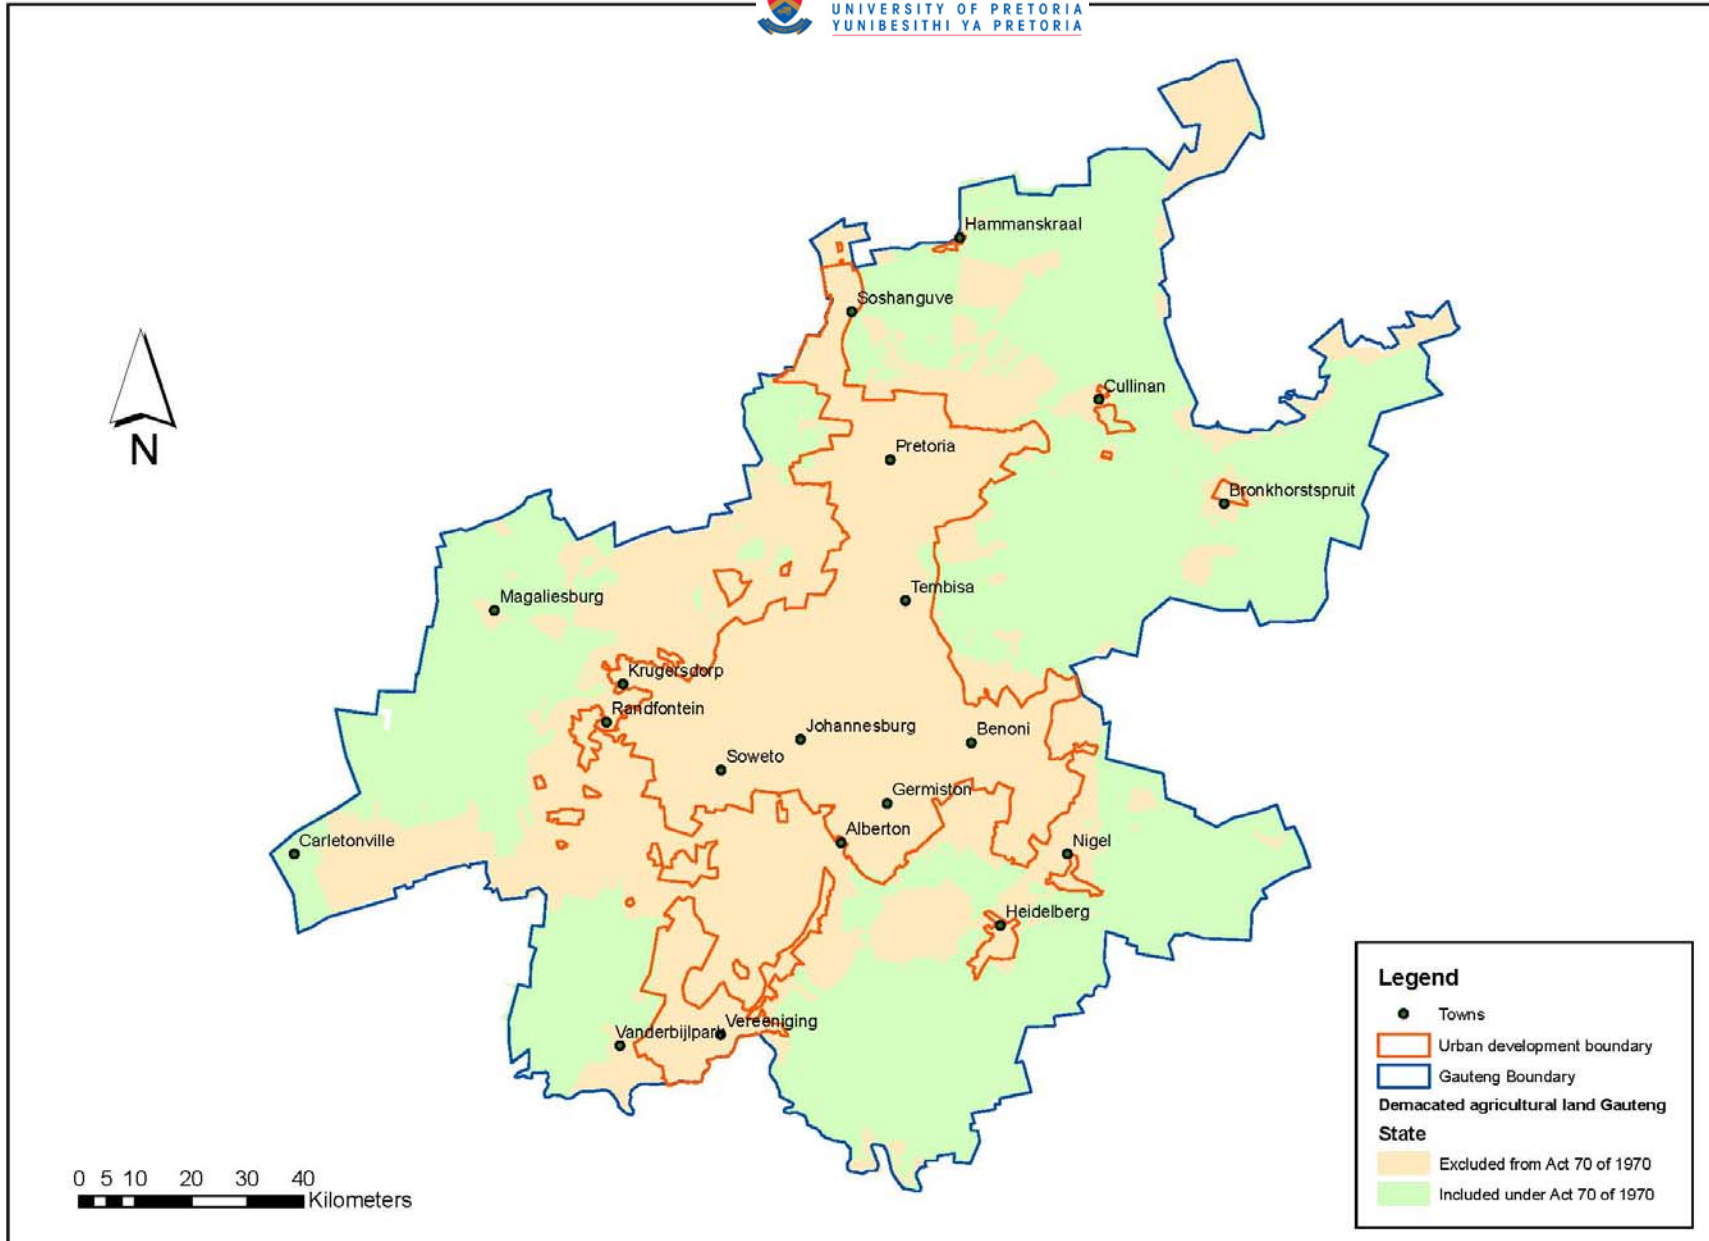 UNIVERSITY OF PRETORIA
YUNIBESITHI YA PRETORIA
Hammanskraal
Soshanguve
Cullinan
Pretoria
Bronkhorstspruit
N
Tembisa
Magaliesburg
Krugersdorp
Randfontein
Johannesburg
Benoni
Soweto
Germiston
Alberton
Carletonville
Nigel
Heidelberg
Vereeniging
Vanderbijlpark
Legend
Towns
Urban development boundary
Gauteng Boundary
Demacated agricultural land Gauteng
State
Excluded from Act 70 of 1970
Included under Act 70 of 1970
0 5 10 20 30 40
Kilometers